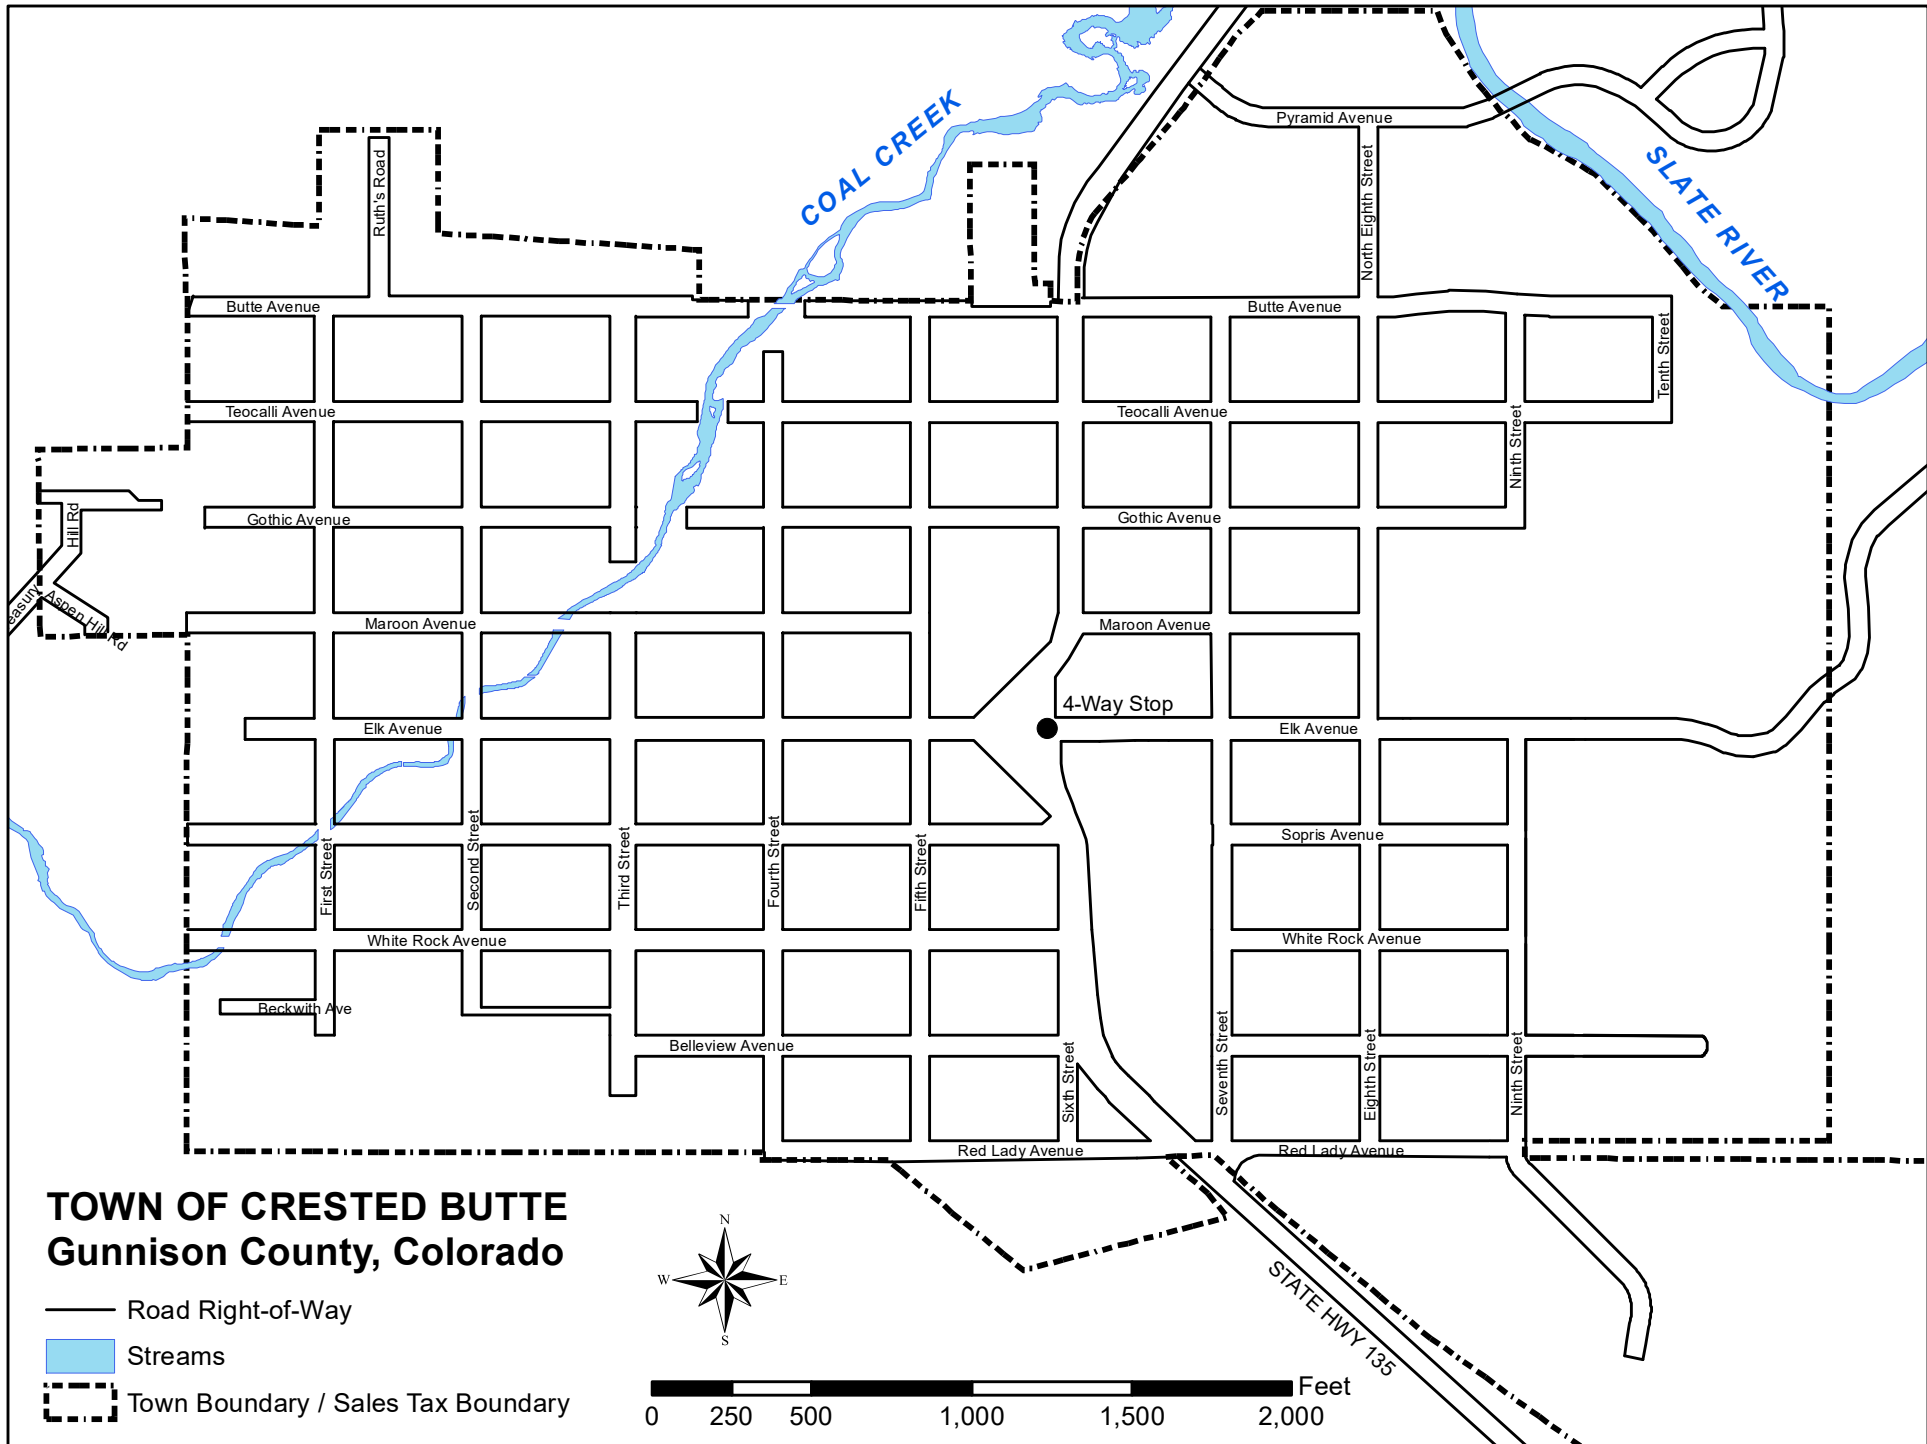 COAL CREEK
SLATE RIVER
Pyramid Avenue
North Eighth Street
Ruth's Road
Butte Avenue
Butte Avenue
Tenth Street
Teocalli Avenue
Teocalli Avenue
Ninth Street
Gothic Avenue
Gothic Avenue
Hill Rd
easury
Aspen Hill Rd
Maroon Avenue
Maroon Avenue
4-Way Stop
Elk Avenue
Elk Avenue
Sopris Avenue
First Street
Second Street
Third Street
Fourth Street
Fifth Street
White Rock Avenue
White Rock Avenue
Beckwith Ave
Belleview Avenue
Sixth Street
Seventh Street
Eighth Street
Ninth Street
Red Lady Avenue
Red Lady Avenue
STATE HWY 135
TOWN OF CRESTED BUTTE
Gunnison County, Colorado
Road Right-of-Way
Streams
Town Boundary / Sales Tax Boundary
N
W E
S
Feet
0 250 500 1,000 1,500 2,000